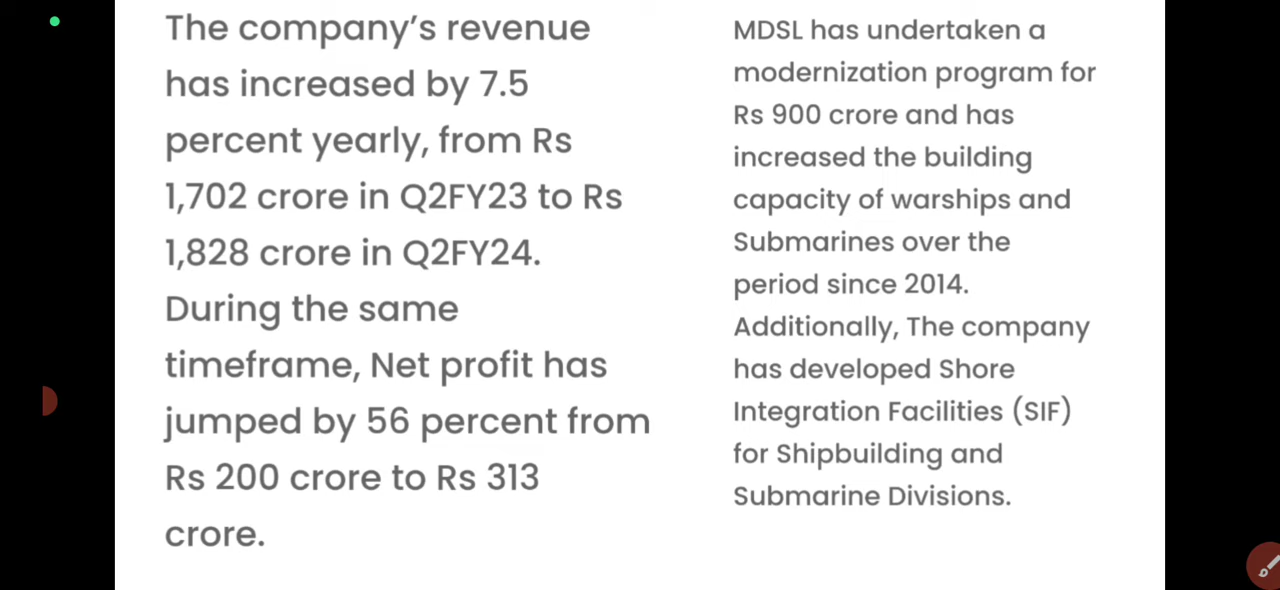 The company's revenue
has increased by 7.5
percent yearly, from Rs
1,702 crore in Q2FY23 to Rs
1,828 crore in Q2FY24.
During the same
timeframe, Net profit has
jumped by 56 percent from
Rs 200 crore to Rs 313
crore.
MDSL has undertaken a
modernization program for
Rs 900 crore and has
increased the building
capacity of warships and
Submarines over the
period since 2014.
Additionally, The company
has developed Shore
Integration Facilities (SIF)
for Shipbuilding and
Submarine Divisions.